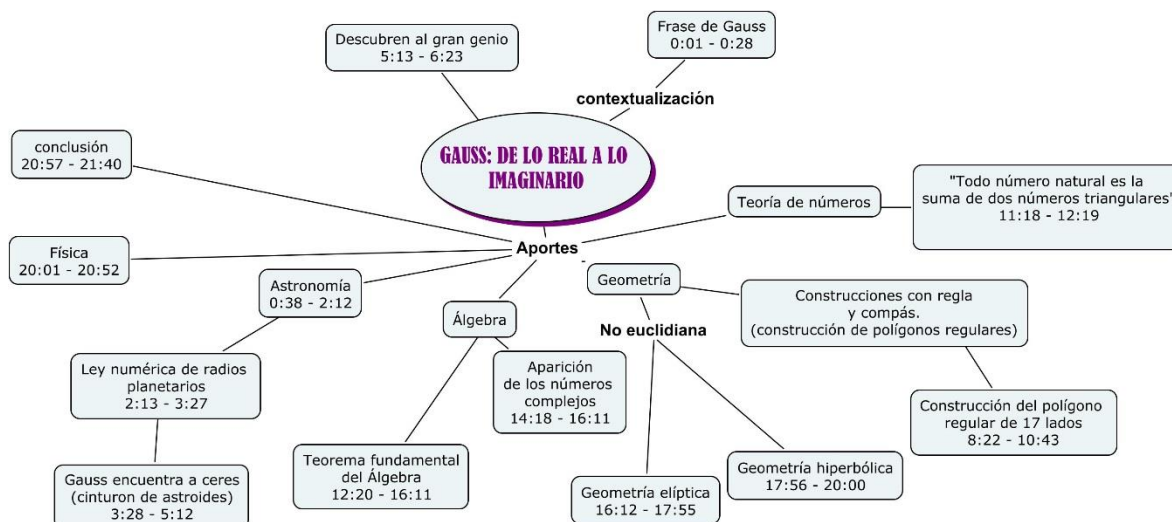 Descubren al gran genio
5:13 - 6:23
Frase de Gauss
0:01 - 0:28
contextualización
GAUSS: DE LO REAL A LO
IMAGINARIO
conclusión
20:57 - 21:40
Teoría de números
"Todo número natural es la
suma de dos números triangulares"
11:18 - 12:19
Aportes
Física
20:01 - 20:52
Astronomía
0:38 - 2:12
Geometría
Álgebra
Construcciones con regla
y compás.
(construcción de polígonos regulares)
No euclidiana
Ley numérica de radios
planetarios
2:13 - 3:27
Aparición
de los números
complejos
14:18 - 16:11
Construcción del polígono
regular de 17 lados
8:22 - 10:43
Teorema fundamental
del Álgebra
12:20 - 16:11
Geometría hiperbólica
17:56 - 20:00
Gauss encuentra a ceres
(cinturon de astroides)
3:28 - 5:12
Geometría elíptica
16:12 - 17:55